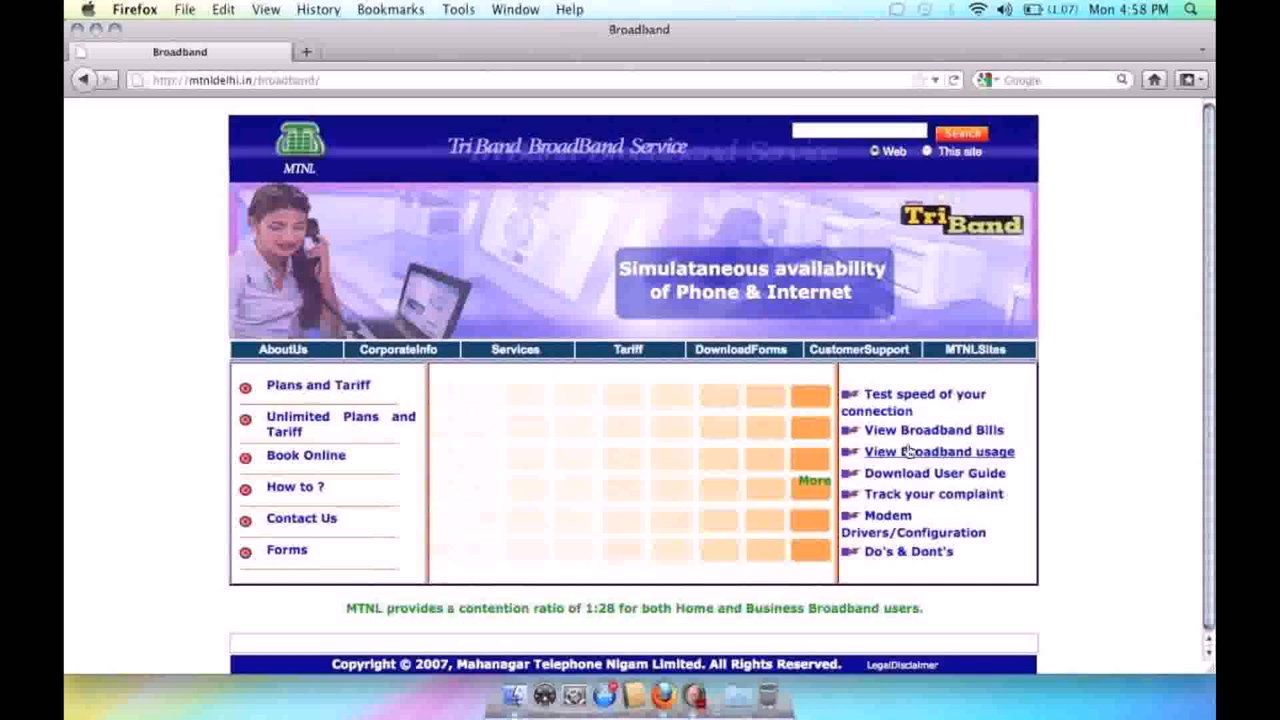 Firefox File Edit View History Bookmarks Tools Window Help (1:07) Mon 4:58 PM
Broadband
Broadband
http://mtnldelhi.in/broadband/ Google
MTNL
Tri Band BroadBand Service
Search
Web This site
Tri Band
Simulataneous availability
of Phone & Internet
AboutUs CorporateInfo Services Tariff DownloadForms CustomerSupport MTNLSites
Plans and Tariff
Unlimited Plans and
Tariff
Book Online
How to ?
Contact Us
Forms
More
Test speed of your
connection
View Broadband Bills
View Broadband usage
Download User Guide
Track your complaint
Modem
Drivers/Configuration
Do's & Dont's
MTNL provides a contention ratio of 1:28 for both Home and Business Broadband users.
Copyright © 2007, Mahanagar Telephone Nigam Limited. All Rights Reserved. LegalDisclaimer